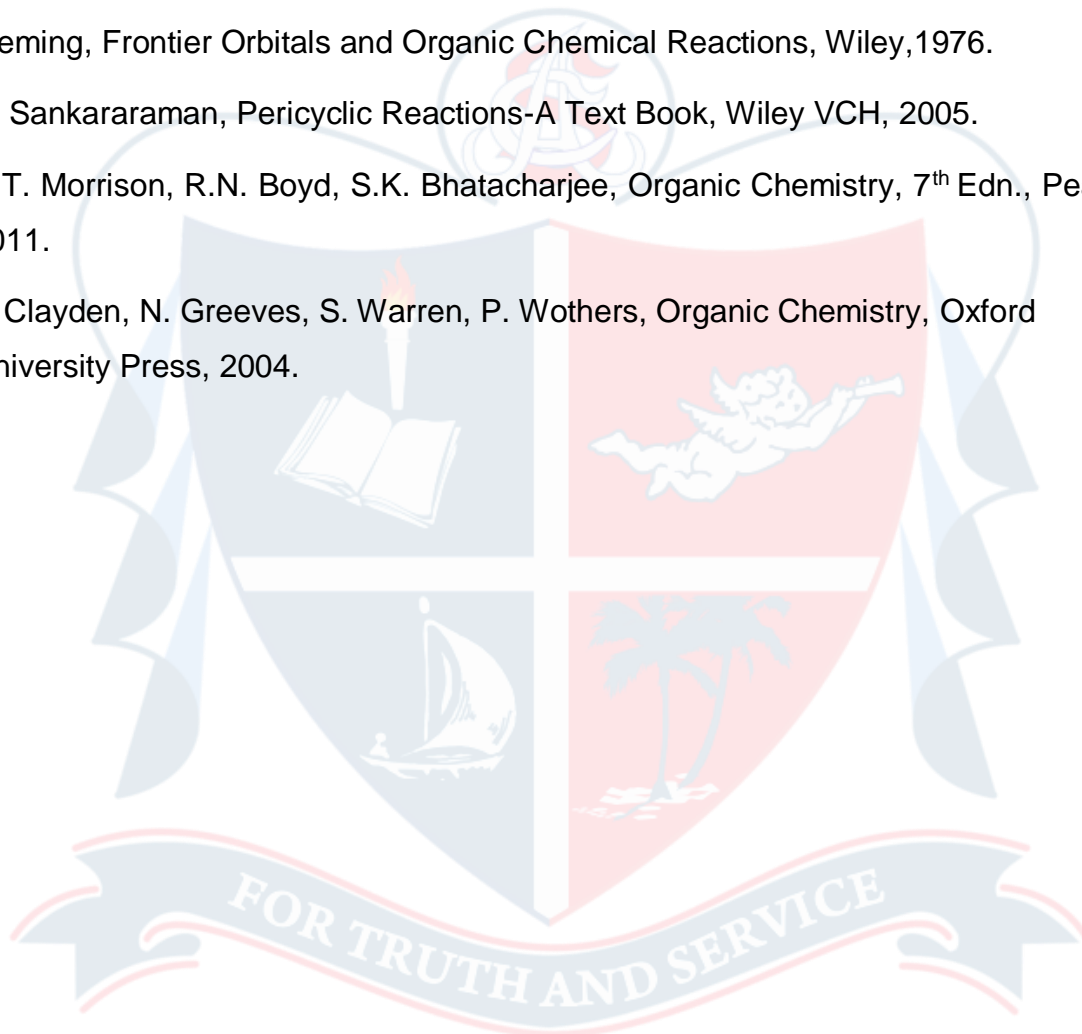 eming, Frontier Orbitals and Organic Chemical Reactions, Wiley,1976.
Sankararaman, Pericyclic Reactions-A Text Book, Wiley VCH, 2005.
T. Morrison, R.N. Boyd, S.K. Bhatacharjee, Organic Chemistry, 7th Edn., Pe
011.
Clayden, N. Greeves, S. Warren, P. Wothers, Organic Chemistry, Oxford
niversity Press, 2004.
FOR TRUTH AND SERVICE